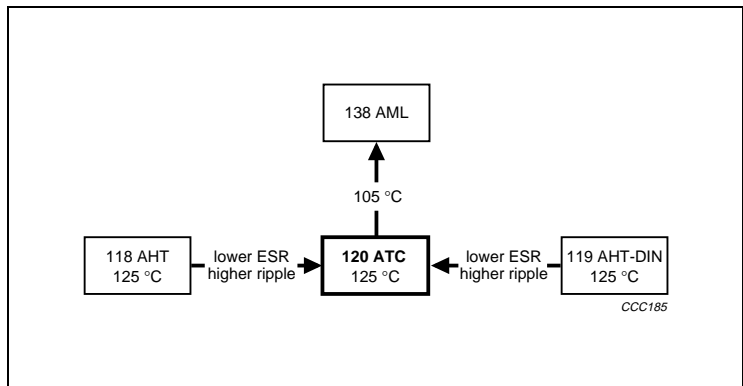 138 AML
105 °C
118 AHT
125 °C
lower ESR
higher ripple
120 ATC
125 °C
lower ESR
higher ripple
119 AHT-DIN
125 °C
CCC185